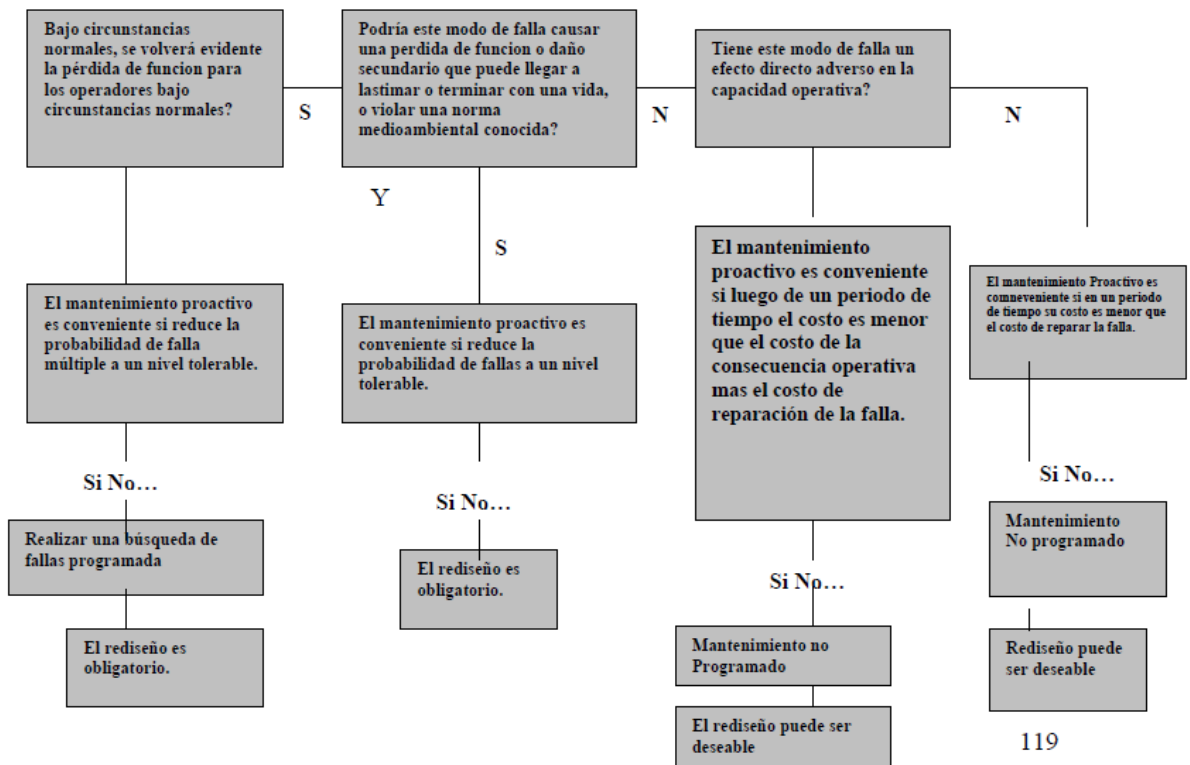 Bajo circunstancias
normales, se volverá evidente
la pérdida de funcion para
los operadores bajo
circunstancias normales?
S
Podría este modo de falla causar
una perdida de funcion o daño
secundario que puede llegar a
lastimar o terminar con una vida,
o violar una norma
medioambiental conocida?
N
Tiene este modo de falla un
efecto directo adverso en la
capacidad operativa?
N
Y
S
El mantenimiento proactivo
es conveniente si reduce la
probabilidad de falla
múltiple a un nivel tolerable.
El mantenimiento proactivo es
conveniente si reduce la
probabilidad de fallas a un nivel
tolerable.
El mantenimiento
proactivo es conveniente
si luego de un periodo de
tiempo el costo es menor
que el costo de la
consecuencia operativa
mas el costo de
reparación de la falla.
El mantenimiento Proactivo es
comneveniente si en un periodo
de tiempo su costo es menor que
el costo de reparar la falla.
Si No…
Realizar una búsqueda de
fallas programada
El rediseño es
obligatorio.
Si No…
El rediseño es
obligatorio.
Si No…
Mantenimiento no
Programado
El rediseño puede ser
deseable
Si No…
Mantenimiento
No programado
Rediseño puede
ser deseable
119